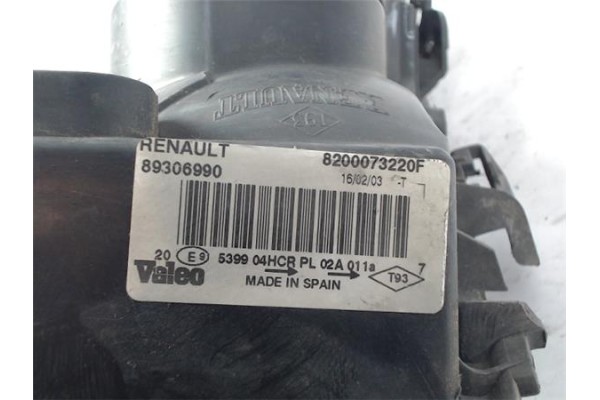 RENAULT
RENAULT 8200073220F
89306990 16/02/03 -T
20 E9 5399 04HCR PL 02A 011a 7
Valeo MADE IN SPAIN T93